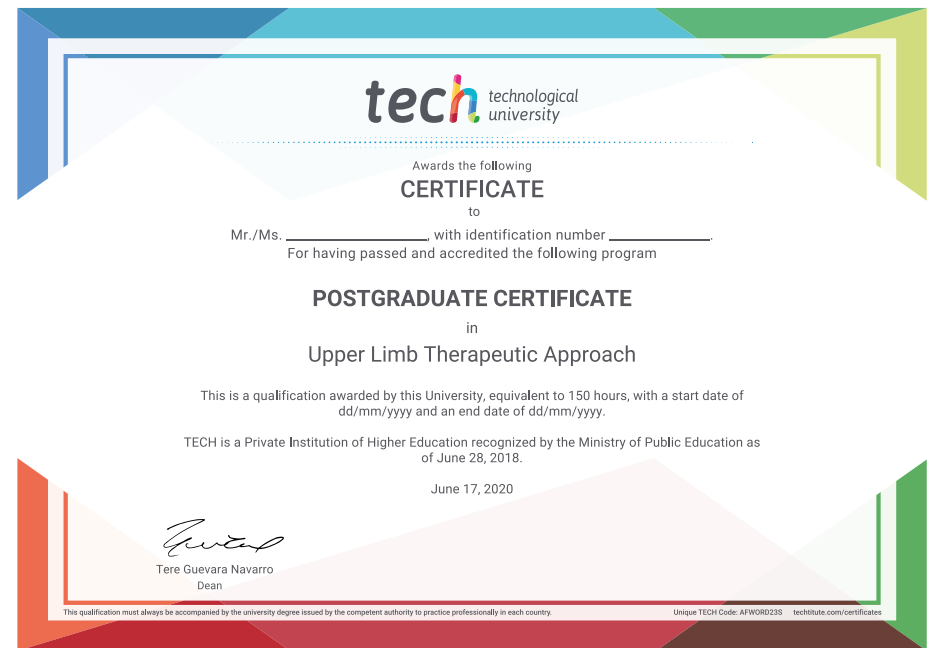 tech technological
university
Awards the following
CERTIFICATE
to
Mr./Ms. ____________________, with identification number ______________.
For having passed and accredited the following program
POSTGRADUATE CERTIFICATE
in
Upper Limb Therapeutic Approach
This is a qualification awarded by this University, equivalent to 150 hours, with a start date of
dd/mm/yyyy and an end date of dd/mm/yyyy.
TECH is a Private Institution of Higher Education recognized by the Ministry of Public Education as
of June 28, 2018.
June 17, 2020
Tere Guevara Navarro
Dean
This qualification must always be accompanied by the university degree issued by the competent authority to practice professionally in each country.
Unique TECH Code: AFWORD23S techtitute.com/certificates